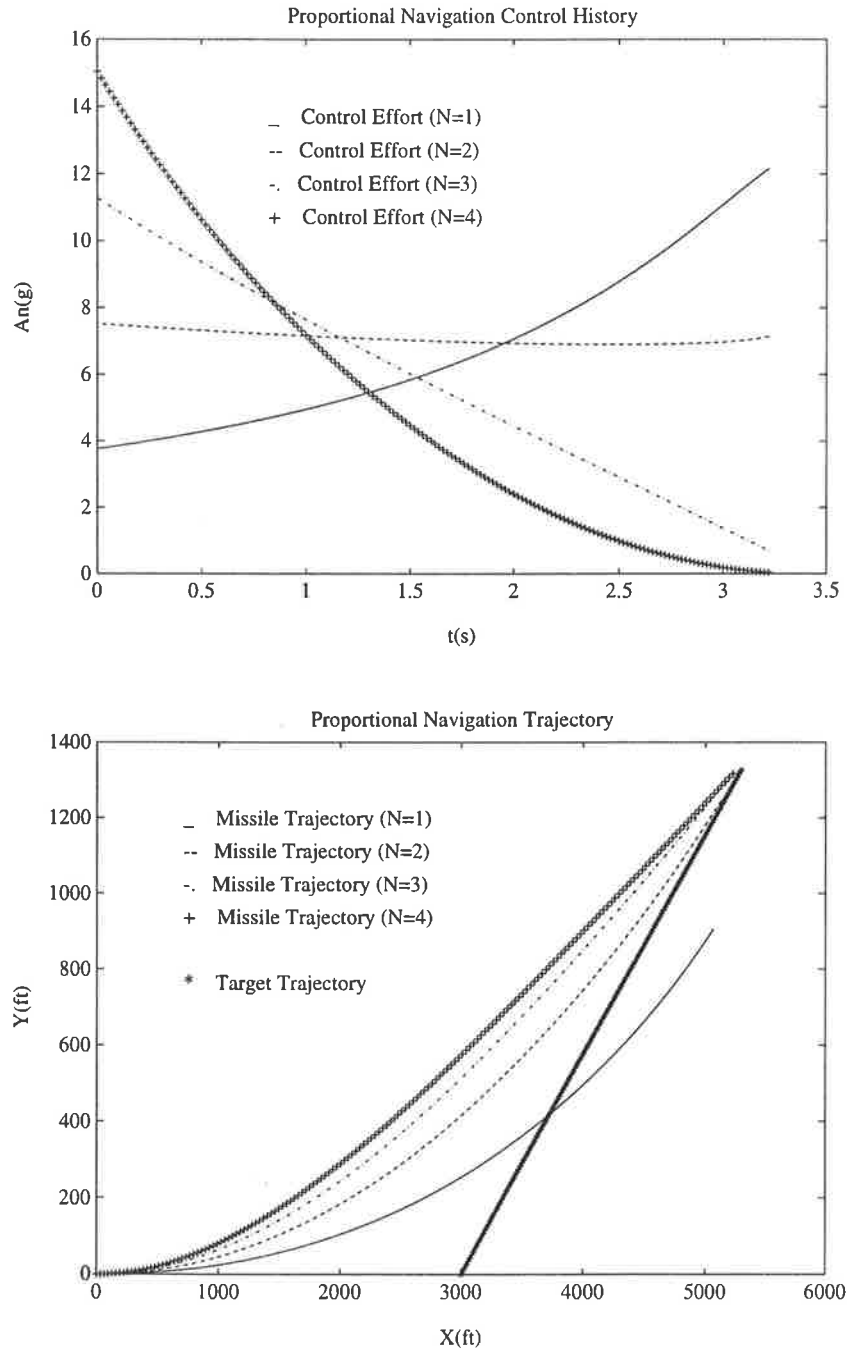 Proportional Navigation Control History
16
14
12
10
8
6
4
2
0
An(g)
_ Control Effort (N=1)
-- Control Effort (N=2)
-. Control Effort (N=3)
+ Control Effort (N=4)
0 0.5 1 1.5 2 2.5 3 3.5
t(s)
Proportional Navigation Trajectory
1400
1200
1000
800
600
400
200
0
Y(ft)
_ Missile Trajectory (N=1)
-- Missile Trajectory (N=2)
-. Missile Trajectory (N=3)
+ Missile Trajectory (N=4)
* Target Trajectory
0 1000 2000 3000 4000 5000 6000
X(ft)